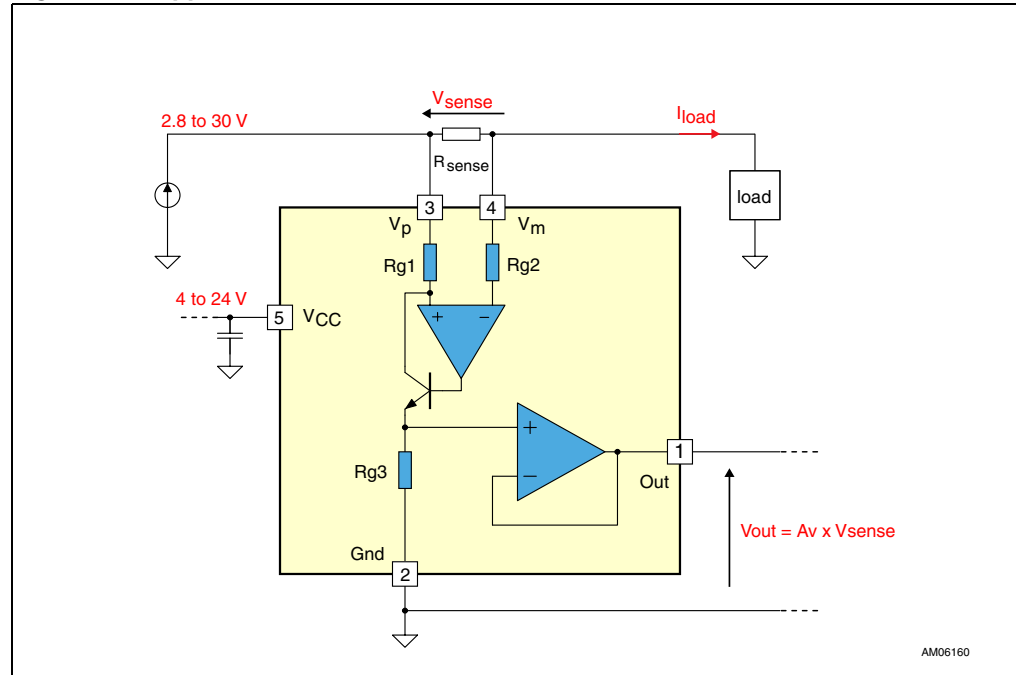 Vsense
2.8 to 30 V
Iload
Rsense
load
3
4
Vp
Vm
Rg1
Rg2
4 to 24 V
5
VCC
+
−
+
1
Rg3
−
Out
Vout = Av x Vsense
Gnd
2
AM06160